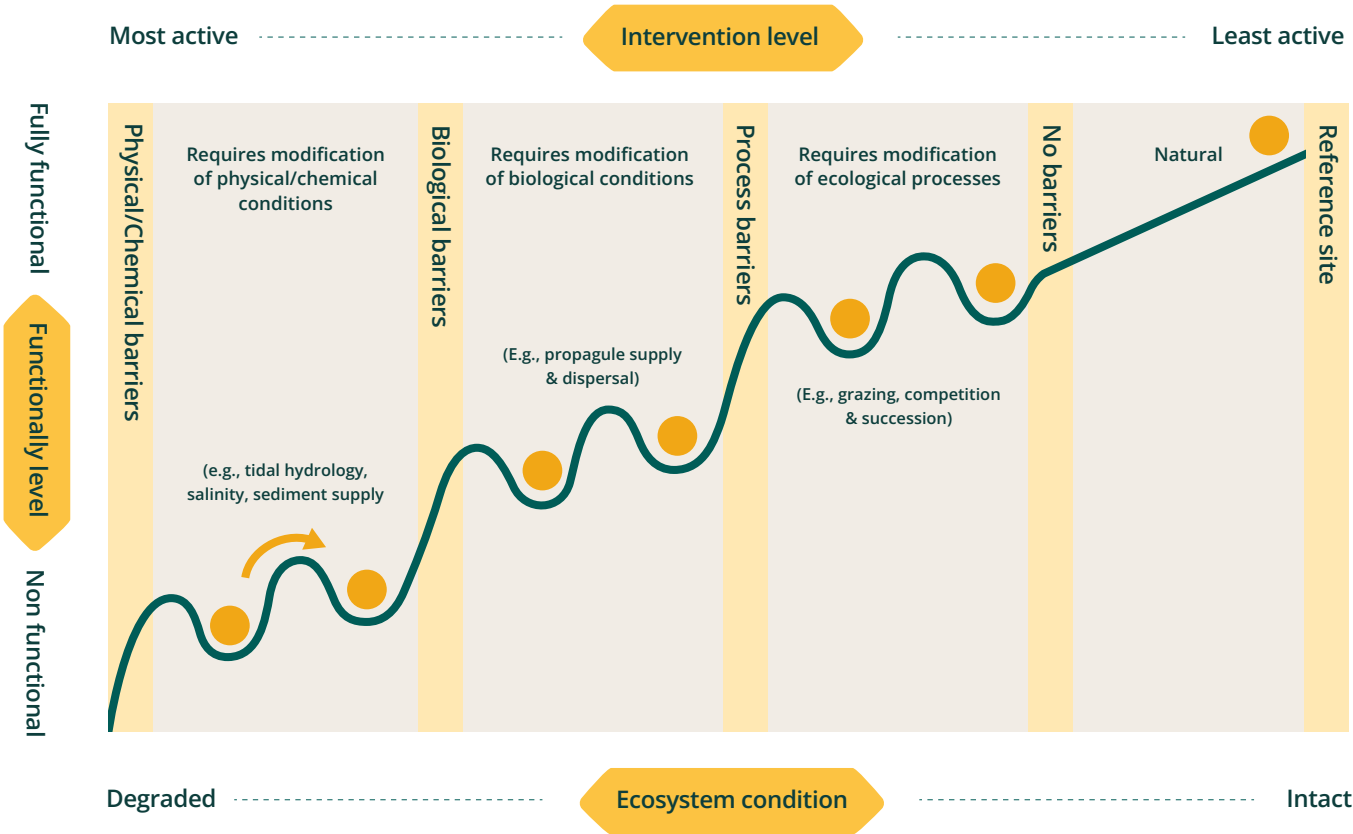 Most active
Intervention level
Least active
Fully functional
Functionally level
Non functional
Physical/Chemical barriers
Requires modification
of physical/chemical
conditions
(e.g., tidal hydrology,
salinity, sediment supply
Biological barriers
Requires modification
of biological conditions
(E.g., propagule supply
& dispersal)
Process barriers
Requires modification
of ecological processes
(E.g., grazing, competition
& succession)
No barriers
Natural
Reference site
Degraded
Ecosystem condition
Intact